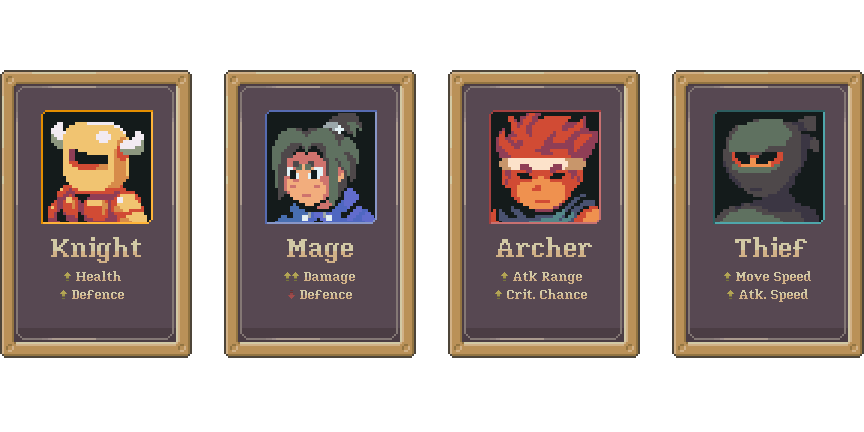 Knight
Health
Defence
Mage
Damage
Defence
Archer
Atk Range
Crit. Chance
Thief
Move Speed
Atk. Speed